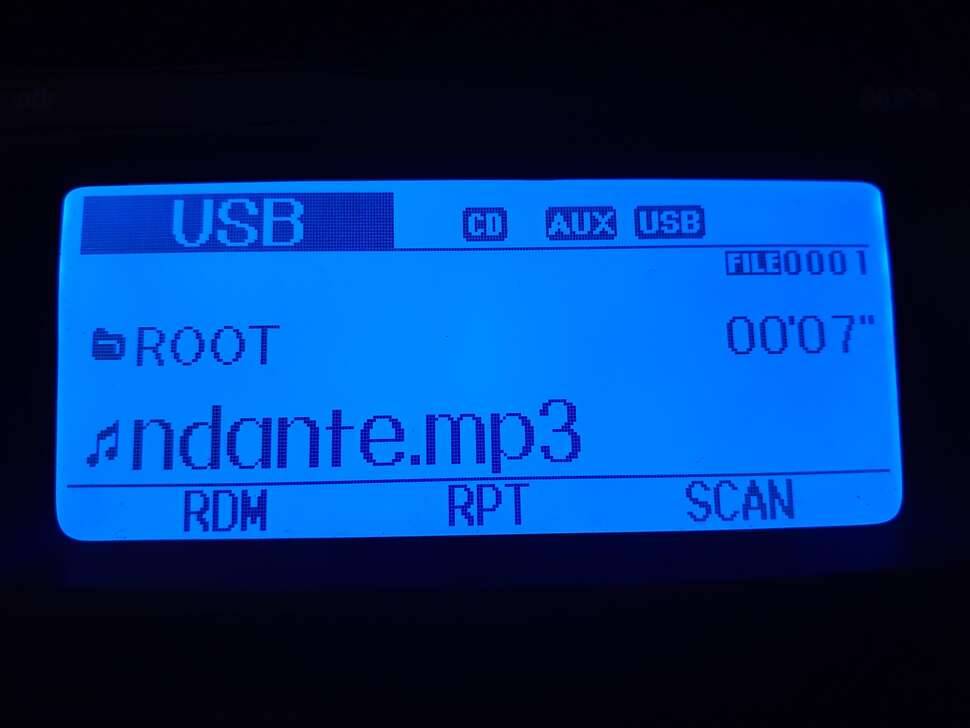 USB CD AUX USB
FILE0001
ROOT 00'07"
ndante.mp3
RDM RPT SCAN